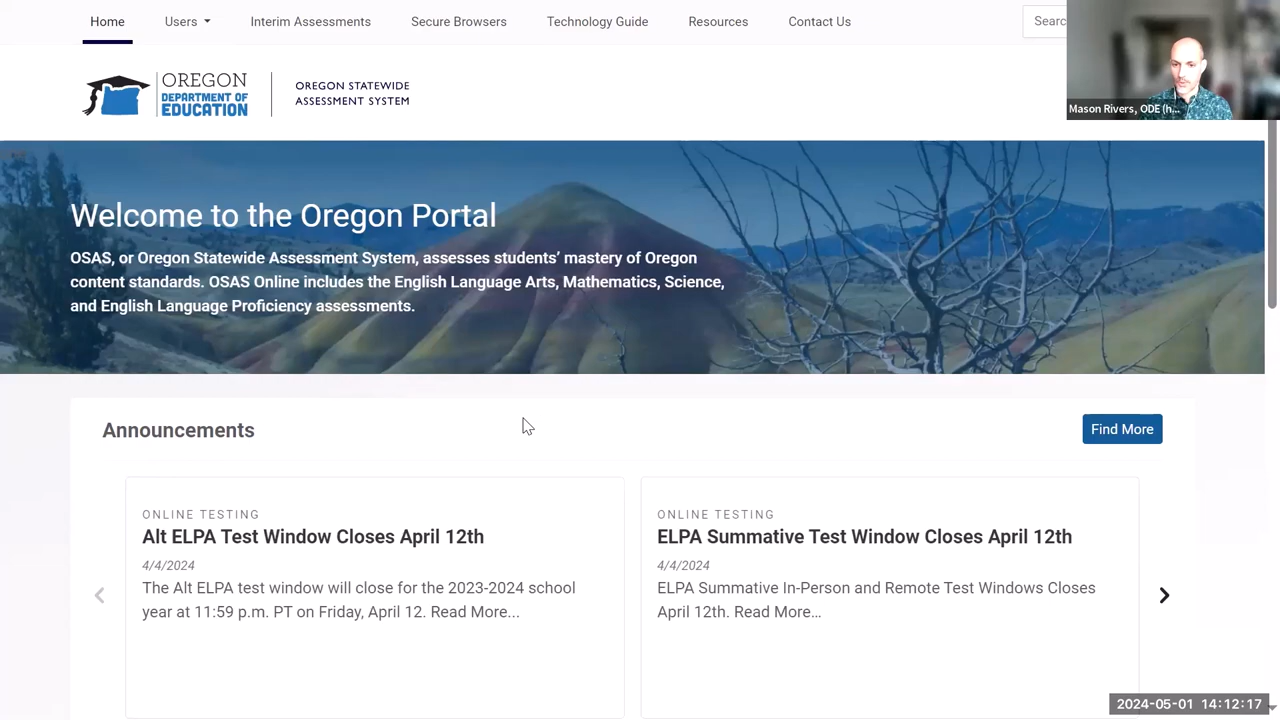 Home
Users
Interim Assessments
Secure Browsers
Technology Guide
Resources
Contact Us
Searc
OREGON
DEPARTMENT OF
EDUCATION
OREGON STATEWIDE
ASSESSMENT SYSTEM
Mason Rivers, ODE (h...
Welcome to the Oregon Portal
OSAS, or Oregon Statewide Assessment System, assesses students’ mastery of Oregon
content standards. OSAS Online includes the English Language Arts, Mathematics, Science,
and English Language Proficiency assessments.
Announcements
Find More
ONLINE TESTING
Alt ELPA Test Window Closes April 12th
4/4/2024
The Alt ELPA test window will close for the 2023-2024 school
year at 11:59 p.m. PT on Friday, April 12. Read More...
ONLINE TESTING
ELPA Summative Test Window Closes April 12th
4/4/2024
ELPA Summative In-Person and Remote Test Windows Closes
April 12th. Read More...
2024-05-01 14:12:17